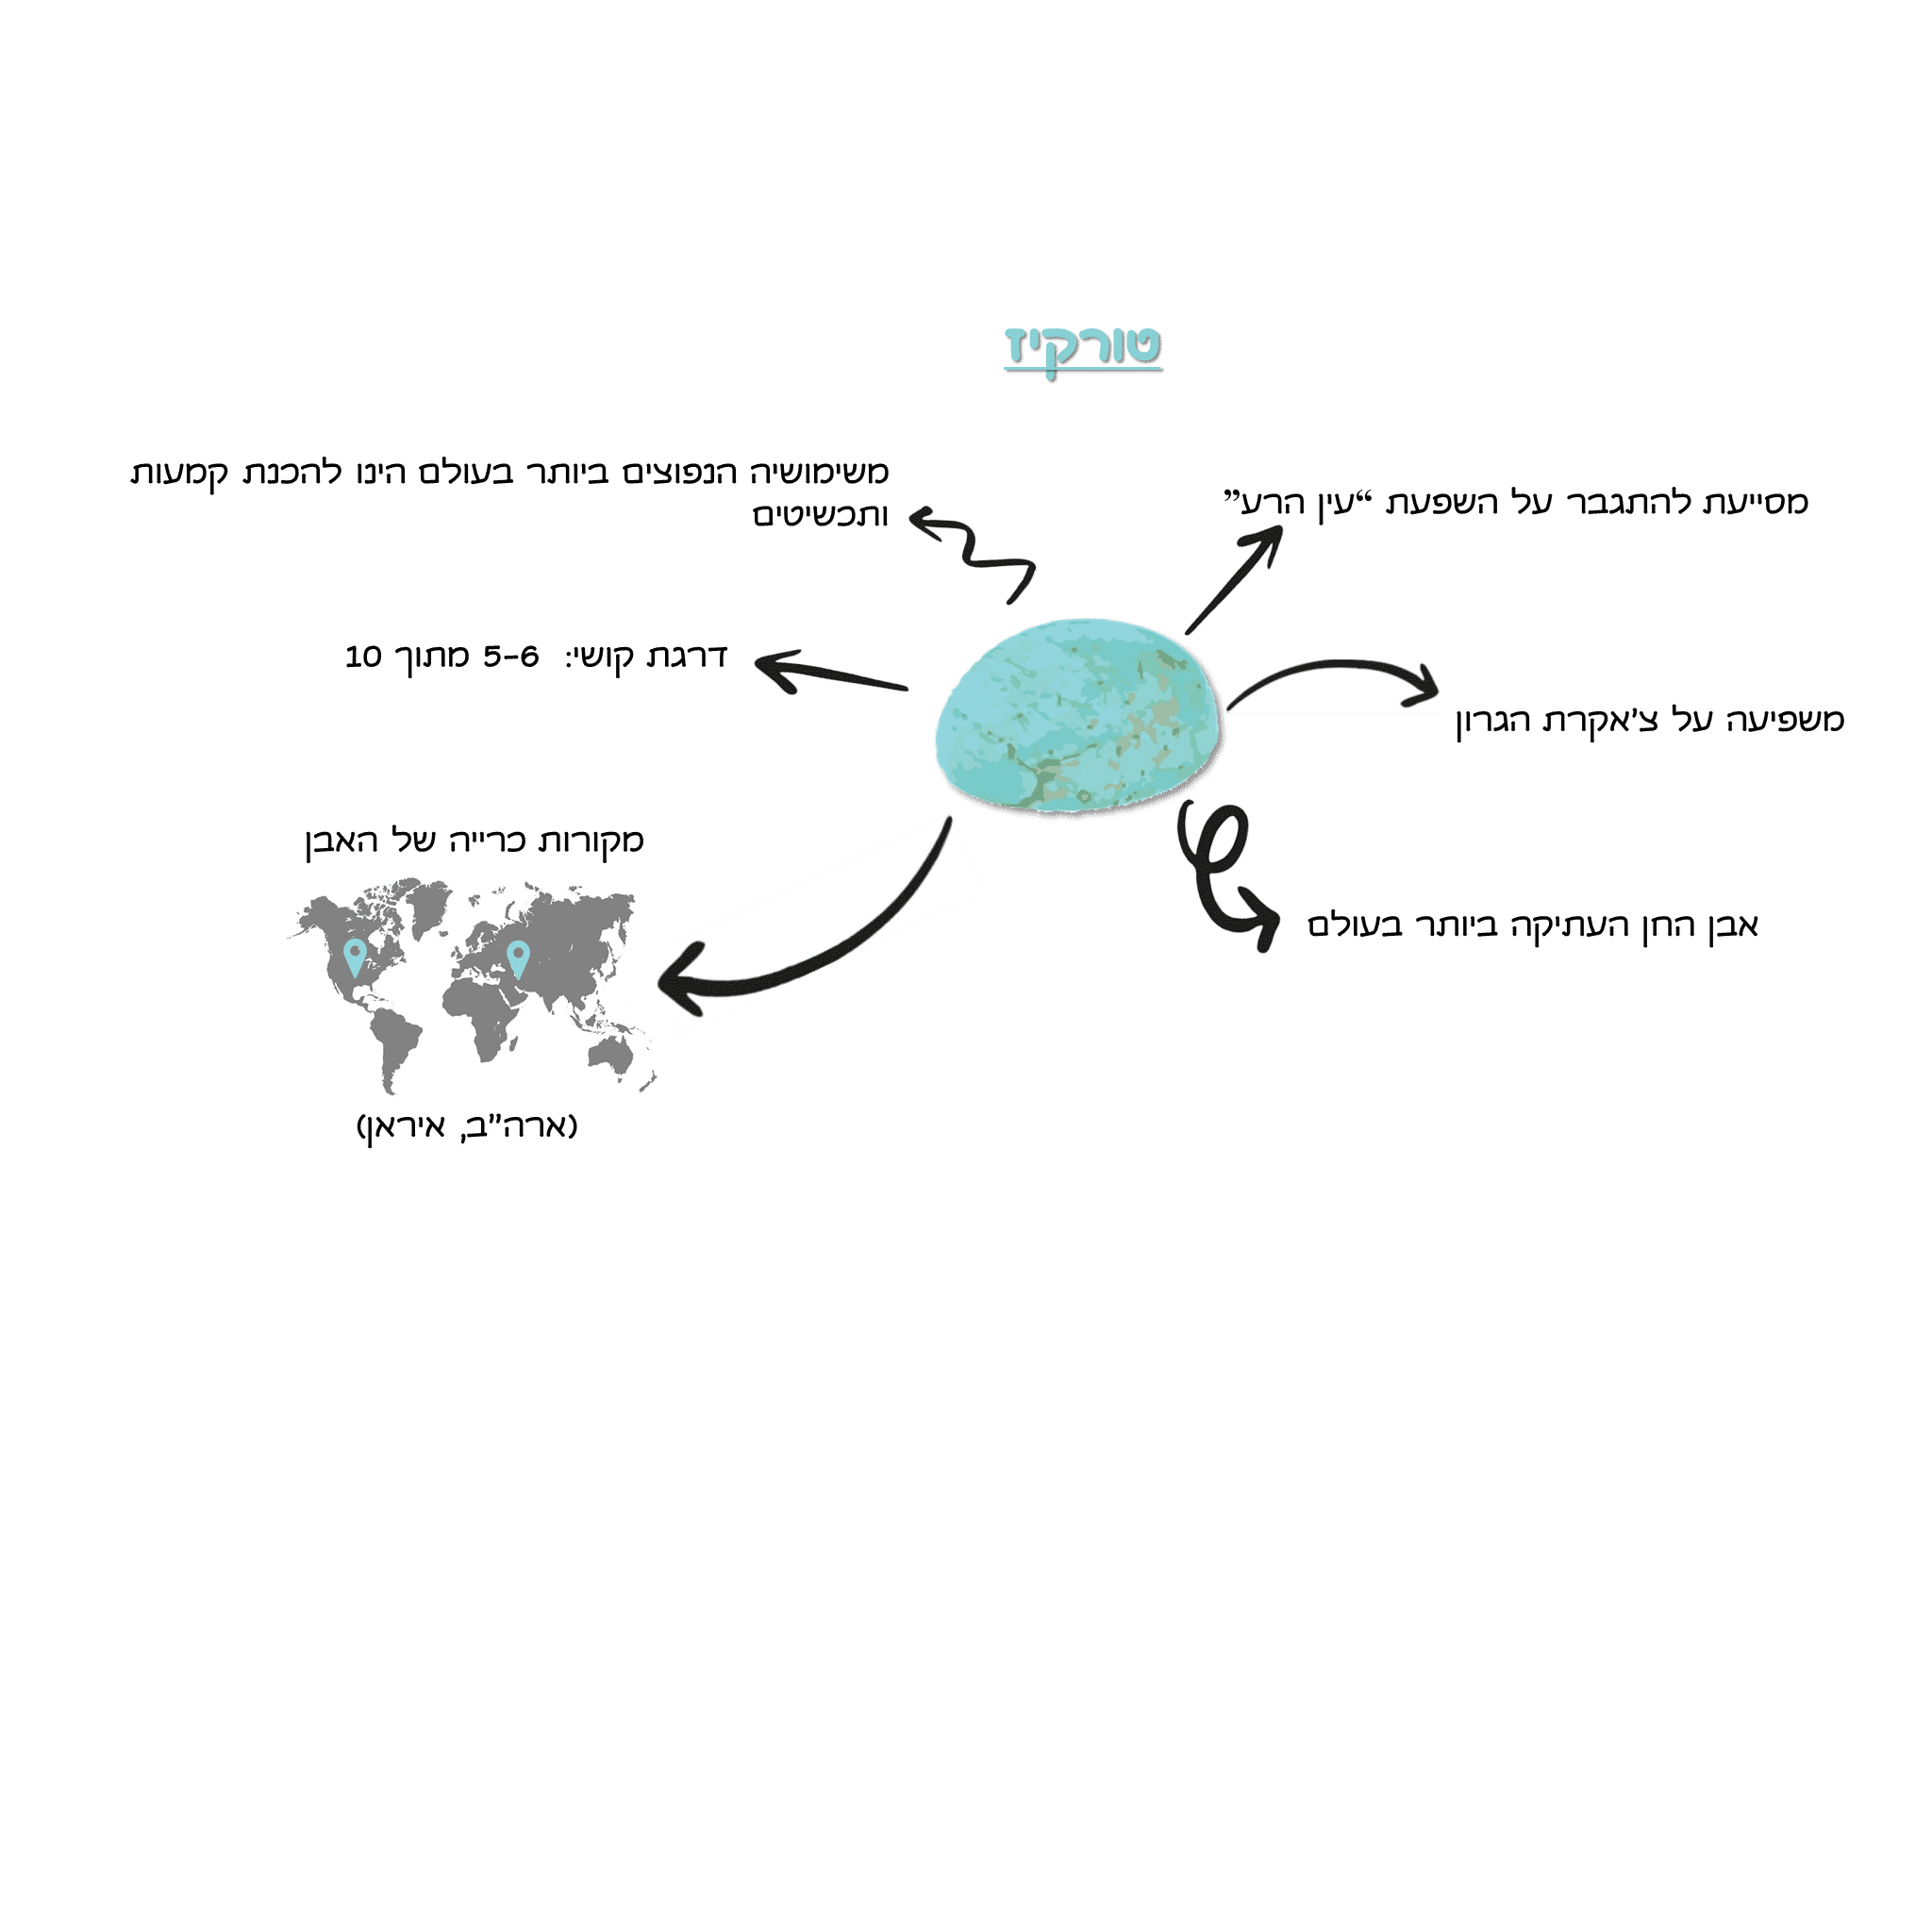 טורקיז
מסייעת להתגבר על השפעת “עין הרע”
משפיעה על צ'אקרת הגרון
אבן החן העתיקה ביותר בעולם
משימושיה הנפוצים ביותר בעולם הינו להכנת קמעות
ותכשיטים
דרגת קושי: 5-6 מתוך 10
מקורות כרייה של האבן
(ארה"ב, איראן)